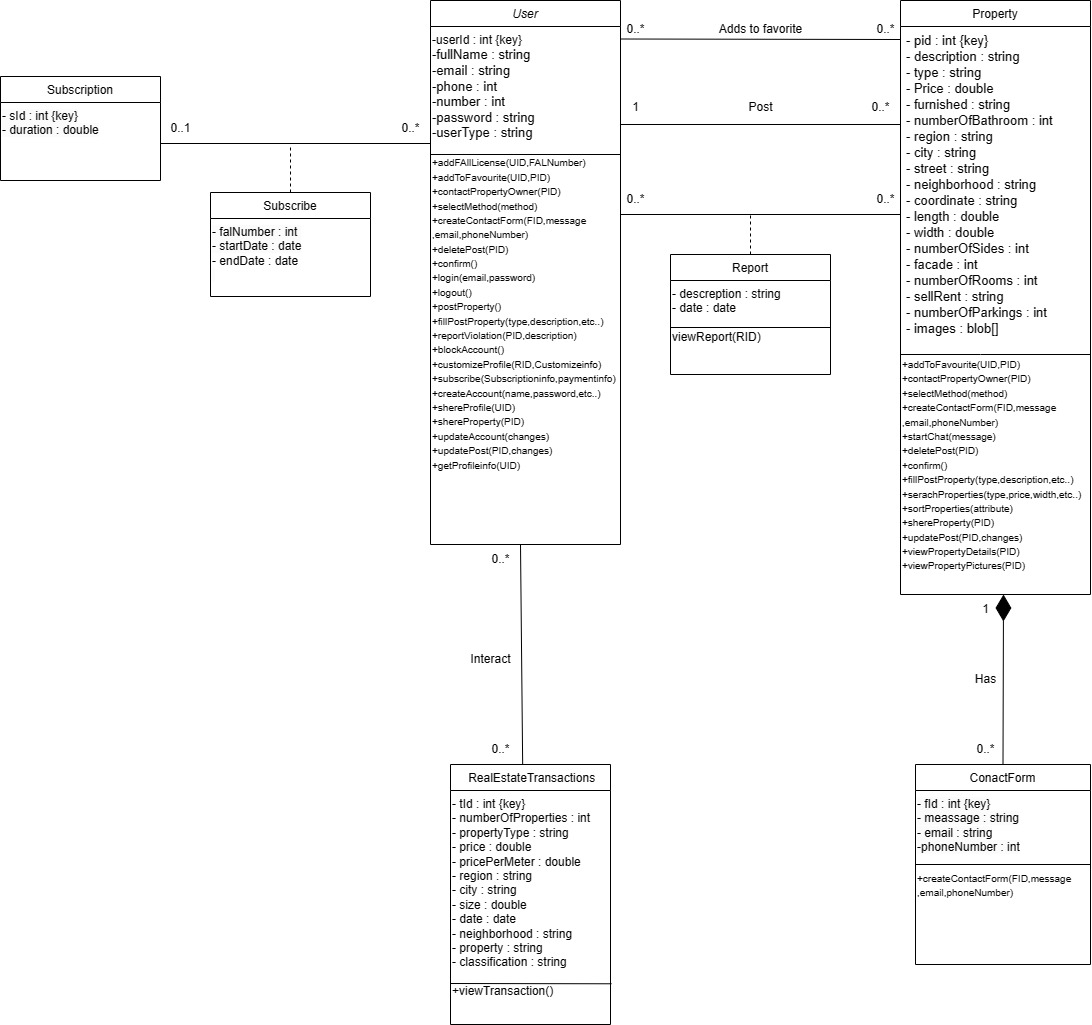 Subscription
- sId : int {key}
- duration : double
0..1
0..*
Subscribe
- falNumber : int
- startDate : date
- endDate : date
User
-userId : int {key}
-fullName : string
-email : string
-phone : int
-number : int
-password : string
-userType : string
+addFAllLicense(UID,FALNumber)
+addToFavourite(UID,PID)
+contactPropertyOwner(PID)
+selectMethod(method)
+createContactForm(FID,message
,email,phoneNumber)
+deletePost(PID)
+confirm()
+login(email,password)
+logout()
+postProperty()
+fillPostProperty(type,description,etc..)
+reportViolation(PID,description)
+blockAccount()
+customizeProfile(RID,Customizeinfo)
+subscribe(Subscriptioninfo,paymentinfo)
+createAccount(name,password,etc..)
+shereProfile(UID)
+shereProperty(PID)
+updateAccount(changes)
+updatePost(PID,changes)
+getProfileinfo(UID)
0..*
Adds to favorite
0..*
1
Post
0..*
0..*
0..*
Report
- descreption : string
- date : date
viewReport(RID)
Property
- pid : int {key}
- description : string
- type : string
- Price : double
- furnished : string
- numberOfBathroom : int
- region : string
- city : string
- street : string
- neighborhood : string
- coordinate : string
- length : double
- width : double
- numberOfSides : int
- facade : int
- numberOfRooms : int
- sellRent : string
- numberOfParkings : int
- images : blob[]
+addToFavourite(UID,PID)
+contactPropertyOwner(PID)
+selectMethod(method)
+createContactForm(FID,message
,email,phoneNumber)
+startChat(message)
+deletePost(PID)
+confirm()
+fillPostProperty(type,description,etc..)
+serachProperties(type,price,width,etc..)
+sortProperties(attribute)
+shereProperty(PID)
+updatePost(PID,changes)
+viewPropertyDetails(PID)
+viewPropertyPictures(PID)
0..*
Interact
0..*
RealEstateTransactions
- tId : int {key}
- numberOfProperties : int
- propertyType : string
- price : double
- pricePerMeter : double
- region : string
- city : string
- size : double
- date : date
- neighborhood : string
- property : string
- classification : string
+viewTransaction()
1
Has
0..*
ConactForm
- fId : int {key}
- meassage : string
- email : string
-phoneNumber : int
+createContactForm(FID,message
,email,phoneNumber)